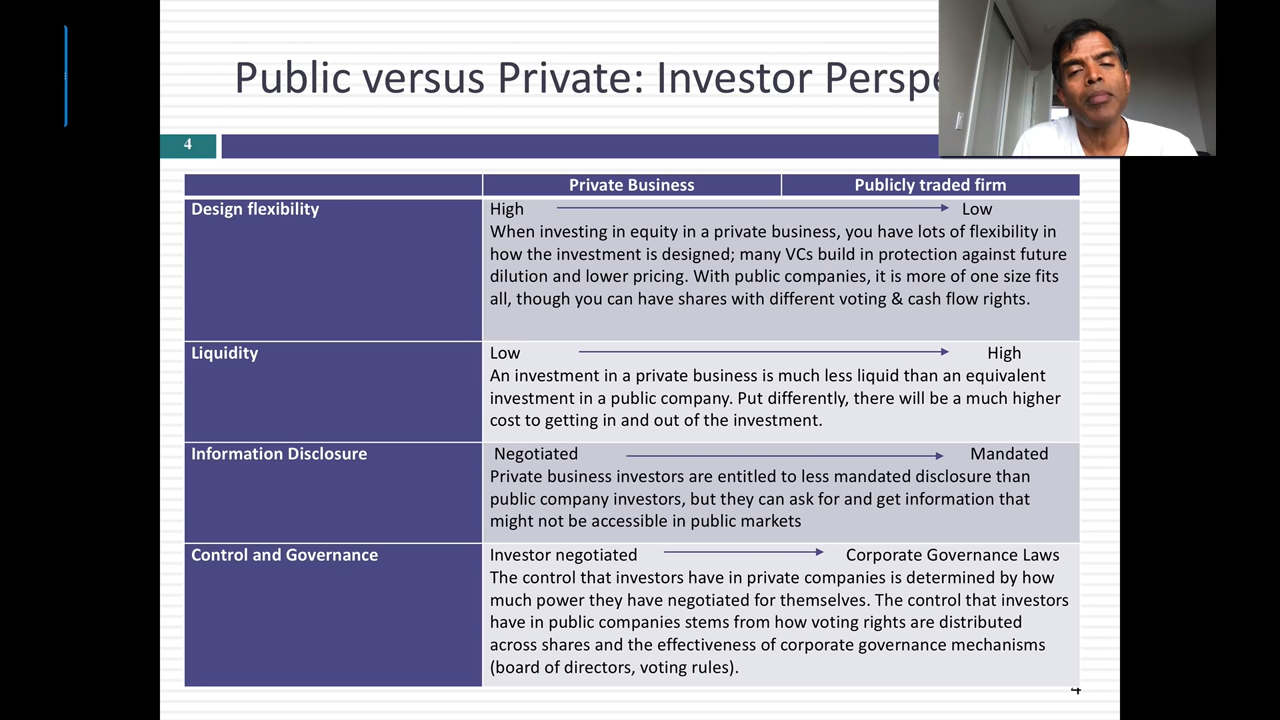 Public versus Private: Investor Perspe
4
Private Business Publicly traded firm
Design flexibility
High Low
When investing in equity in a private business, you have lots of flexibility in
how the investment is designed; many VCs build in protection against future
dilution and lower pricing. With public companies, it is more of one size fits
all, though you can have shares with different voting & cash flow rights.
Liquidity
Low High
An investment in a private business is much less liquid than an equivalent
investment in a public company. Put differently, there will be a much higher
cost to getting in and out of the investment.
Information Disclosure
Negotiated Mandated
Private business investors are entitled to less mandated disclosure than
public company investors, but they can ask for and get information that
might not be accessible in public markets
Control and Governance
Investor negotiated Corporate Governance Laws
The control that investors have in private companies is determined by how
much power they have negotiated for themselves. The control that investors
have in public companies stems from how voting rights are distributed
across shares and the effectiveness of corporate governance mechanisms
(board of directors, voting rules).
4